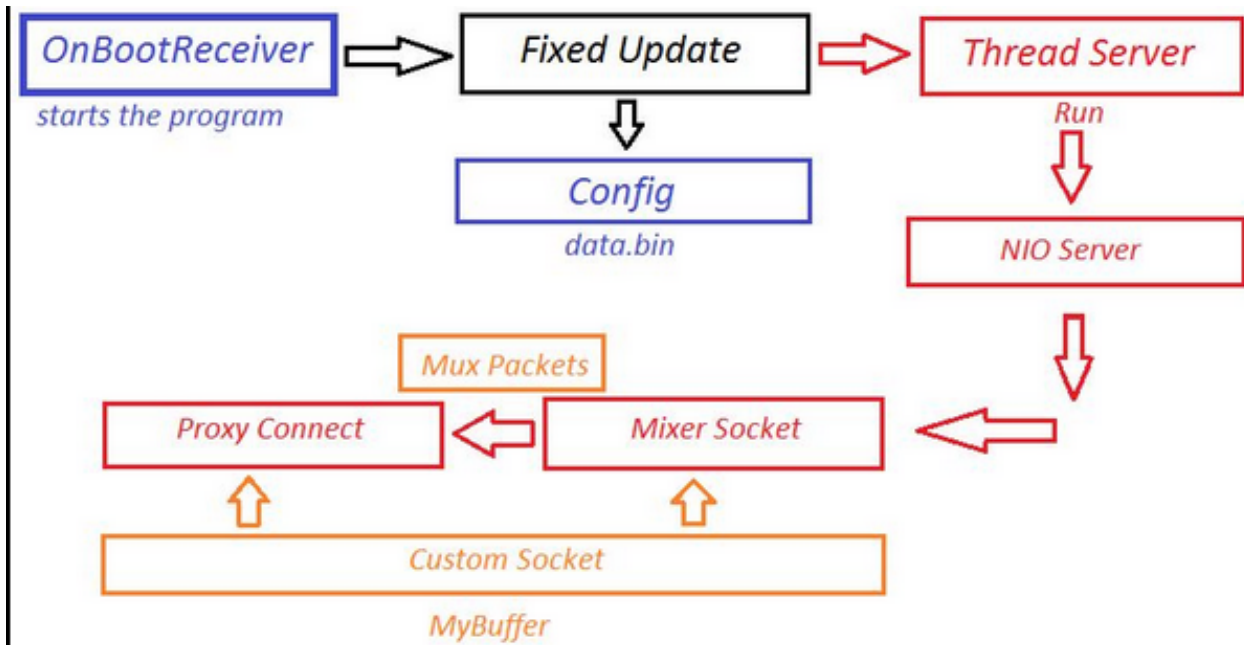 OnBootReceiver
Fixed Update
Thread Server
starts the program
Run
Config
data.bin
NIO Server
Mux Packets
Proxy Connect
Mixer Socket
Custom Socket
MyBuffer